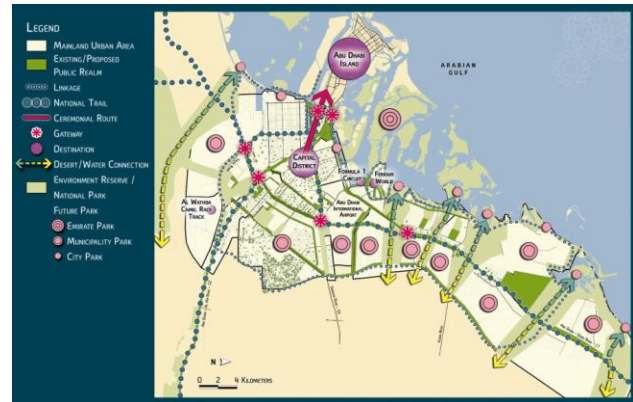 LEGEND
MAINLAND URBAN AREA
EXISTING/PROPOSED
PUBLIC REALM
LINKAGE
NATIONAL TRAIL
CEREMONIAL ROUTE
GATEWAY
DESTINATION
DESERT/WATER CONNECTION
ENVIRONMENT RESERVE /
NATIONAL PARK
FUTURE PARK
EMIRATE PARK
MUNICIPALITY PARK
CITY PARK
ABU DHABI
ISLAND
ARABIAN
GULF
CAPITAL
DISTRICT
FORMULA 1
CIRCUIT
FERRARI
WORLD
AL WATHBA
CAMEL RACE
TRACK
ABU DHABI
INTERNATIONAL
AIRPORT
N
0 2 4 KILOMETERS